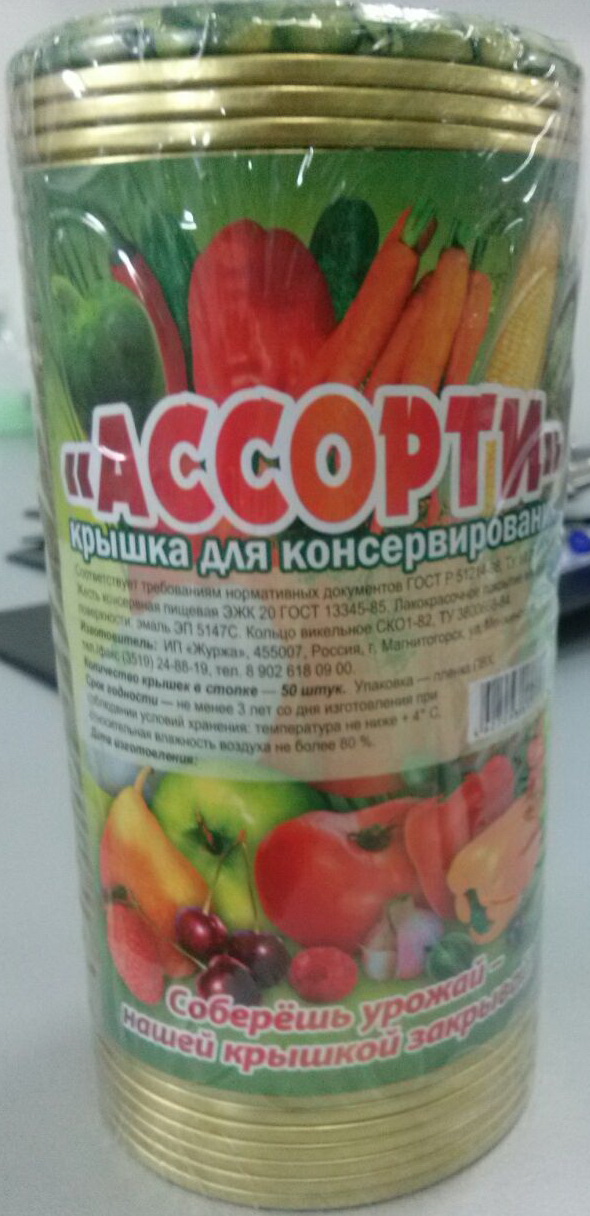 «АССОРТИ»
крышка для консервирован
Соответствует требованиям нормативных документов ГОСТ Р
Жесть консервная пищевая ЭЖК 20 ГОСТ 13345-85. Лакокрасочное покрытие
поверхности: эмаль ЭП 5147С. Кольцо викельное СКО1-82, ТУ
Изготовитель: ИП «Журжа», 455007, Россия, г. Магнитогорск, ул.
тел./факс (3519) 24-88-19, тел. 8 902 618 09 00.
Количество крышек в стопке — 50 штук. Упаковка — пленка ПВХ.
Срок годности — не менее 3 лет со дня изготовления при
соблюдении условий хранения: температура не ниже + 4° С,
относительная влажность воздуха не более 80 %.
Дата изготовления:
Соберёшь урожай -
нашей крышкой закрывай